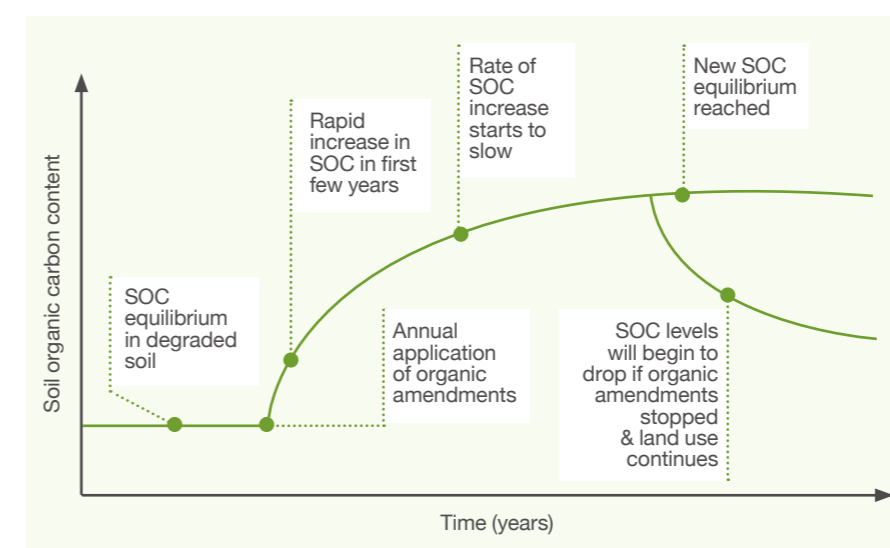 Soil organic carbon content
SOC
equilibrium
in degraded
soil
Rapid
increase in
SOC in first
few years
Annual
application
of organic
amendments
Rate of
SOC
increase
starts to
slow
New SOC
equilibrium
reached
SOC levels
will begin to
drop if organic
amendments
stopped
& land use
continues
Time (years)